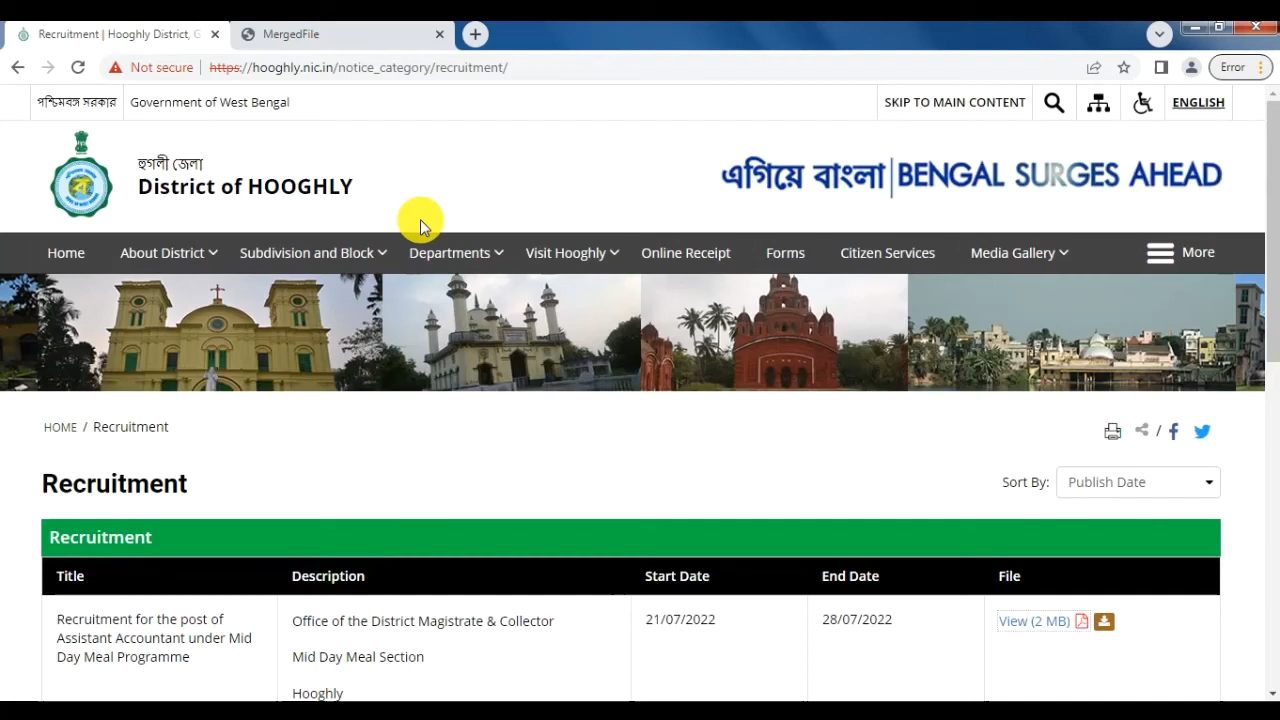 Recruitment | Hooghly District, G
MergedFile
Not secure
https://hooghly.nic.in/notice_category/recruitment/
Error
পশ্চিমবঙ্গ সরকার
Government of West Bengal
SKIP TO MAIN CONTENT
ENGLISH
হুগলী জেলা
District of HOOGHLY
এগিয়ে বাংলা
BENGAL SURGES AHEAD
Home
About District
Subdivision and Block
Departments
Visit Hooghly
Online Receipt
Forms
Citizen Services
Media Gallery
More
HOME / Recruitment
Recruitment
Sort By:
Publish Date
Recruitment
Title
Description
Start Date
End Date
File
Recruitment for the post of
Assistant Accountant under Mid
Day Meal Programme
Office of the District Magistrate & Collector
Mid Day Meal Section
Hooghly
21/07/2022
28/07/2022
View (2 MB)